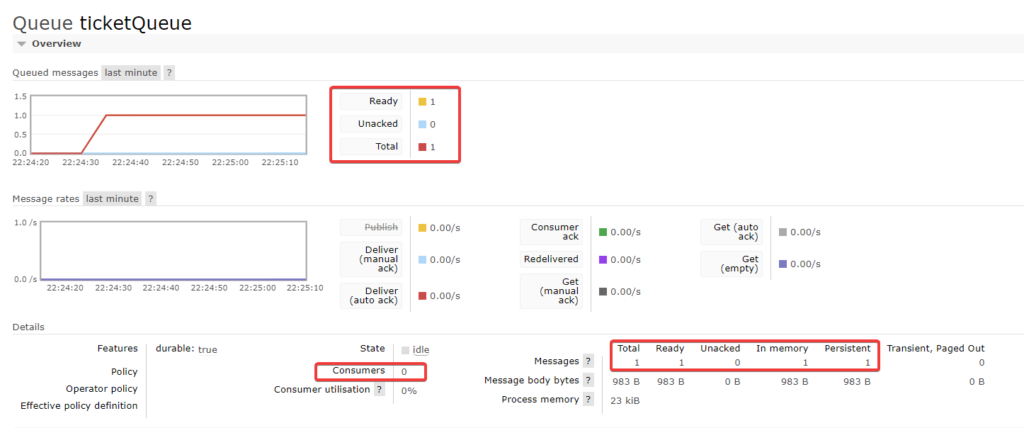 Queue ticketQueue
Overview
Queued messages last minute ?
1.5
1.0
0.5
0.0
22:24:20 22:24:30 22:24:40 22:24:50 22:25:00 22:25:10
Ready 1
Unacked 0
Total 1
Message rates last minute ?
1.0 /s
0.0 /s
22:24:20 22:24:30 22:24:40 22:24:50 22:25:00 22:25:10
Publish 0.00/s
Deliver
(manual 0.00/s
ack)
Deliver
(auto ack) 0.00/s
Consumer
ack 0.00/s
Redelivered 0.00/s
Get
(manual 0.00/s
ack)
Get (auto
ack) 0.00/s
Get
(empty) 0.00/s
Details
Features durable: true
Policy
Operator policy
Effective policy definition
State idle
Consumers 0
Consumer utilisation ? 0%
Total Ready Unacked In memory Persistent Transient, Paged Out
Messages ? 1 1 0 1 1 0
Message body bytes ? 983 B 983 B 0 B 983 B 983 B 0 B
Process memory ? 23 kiB